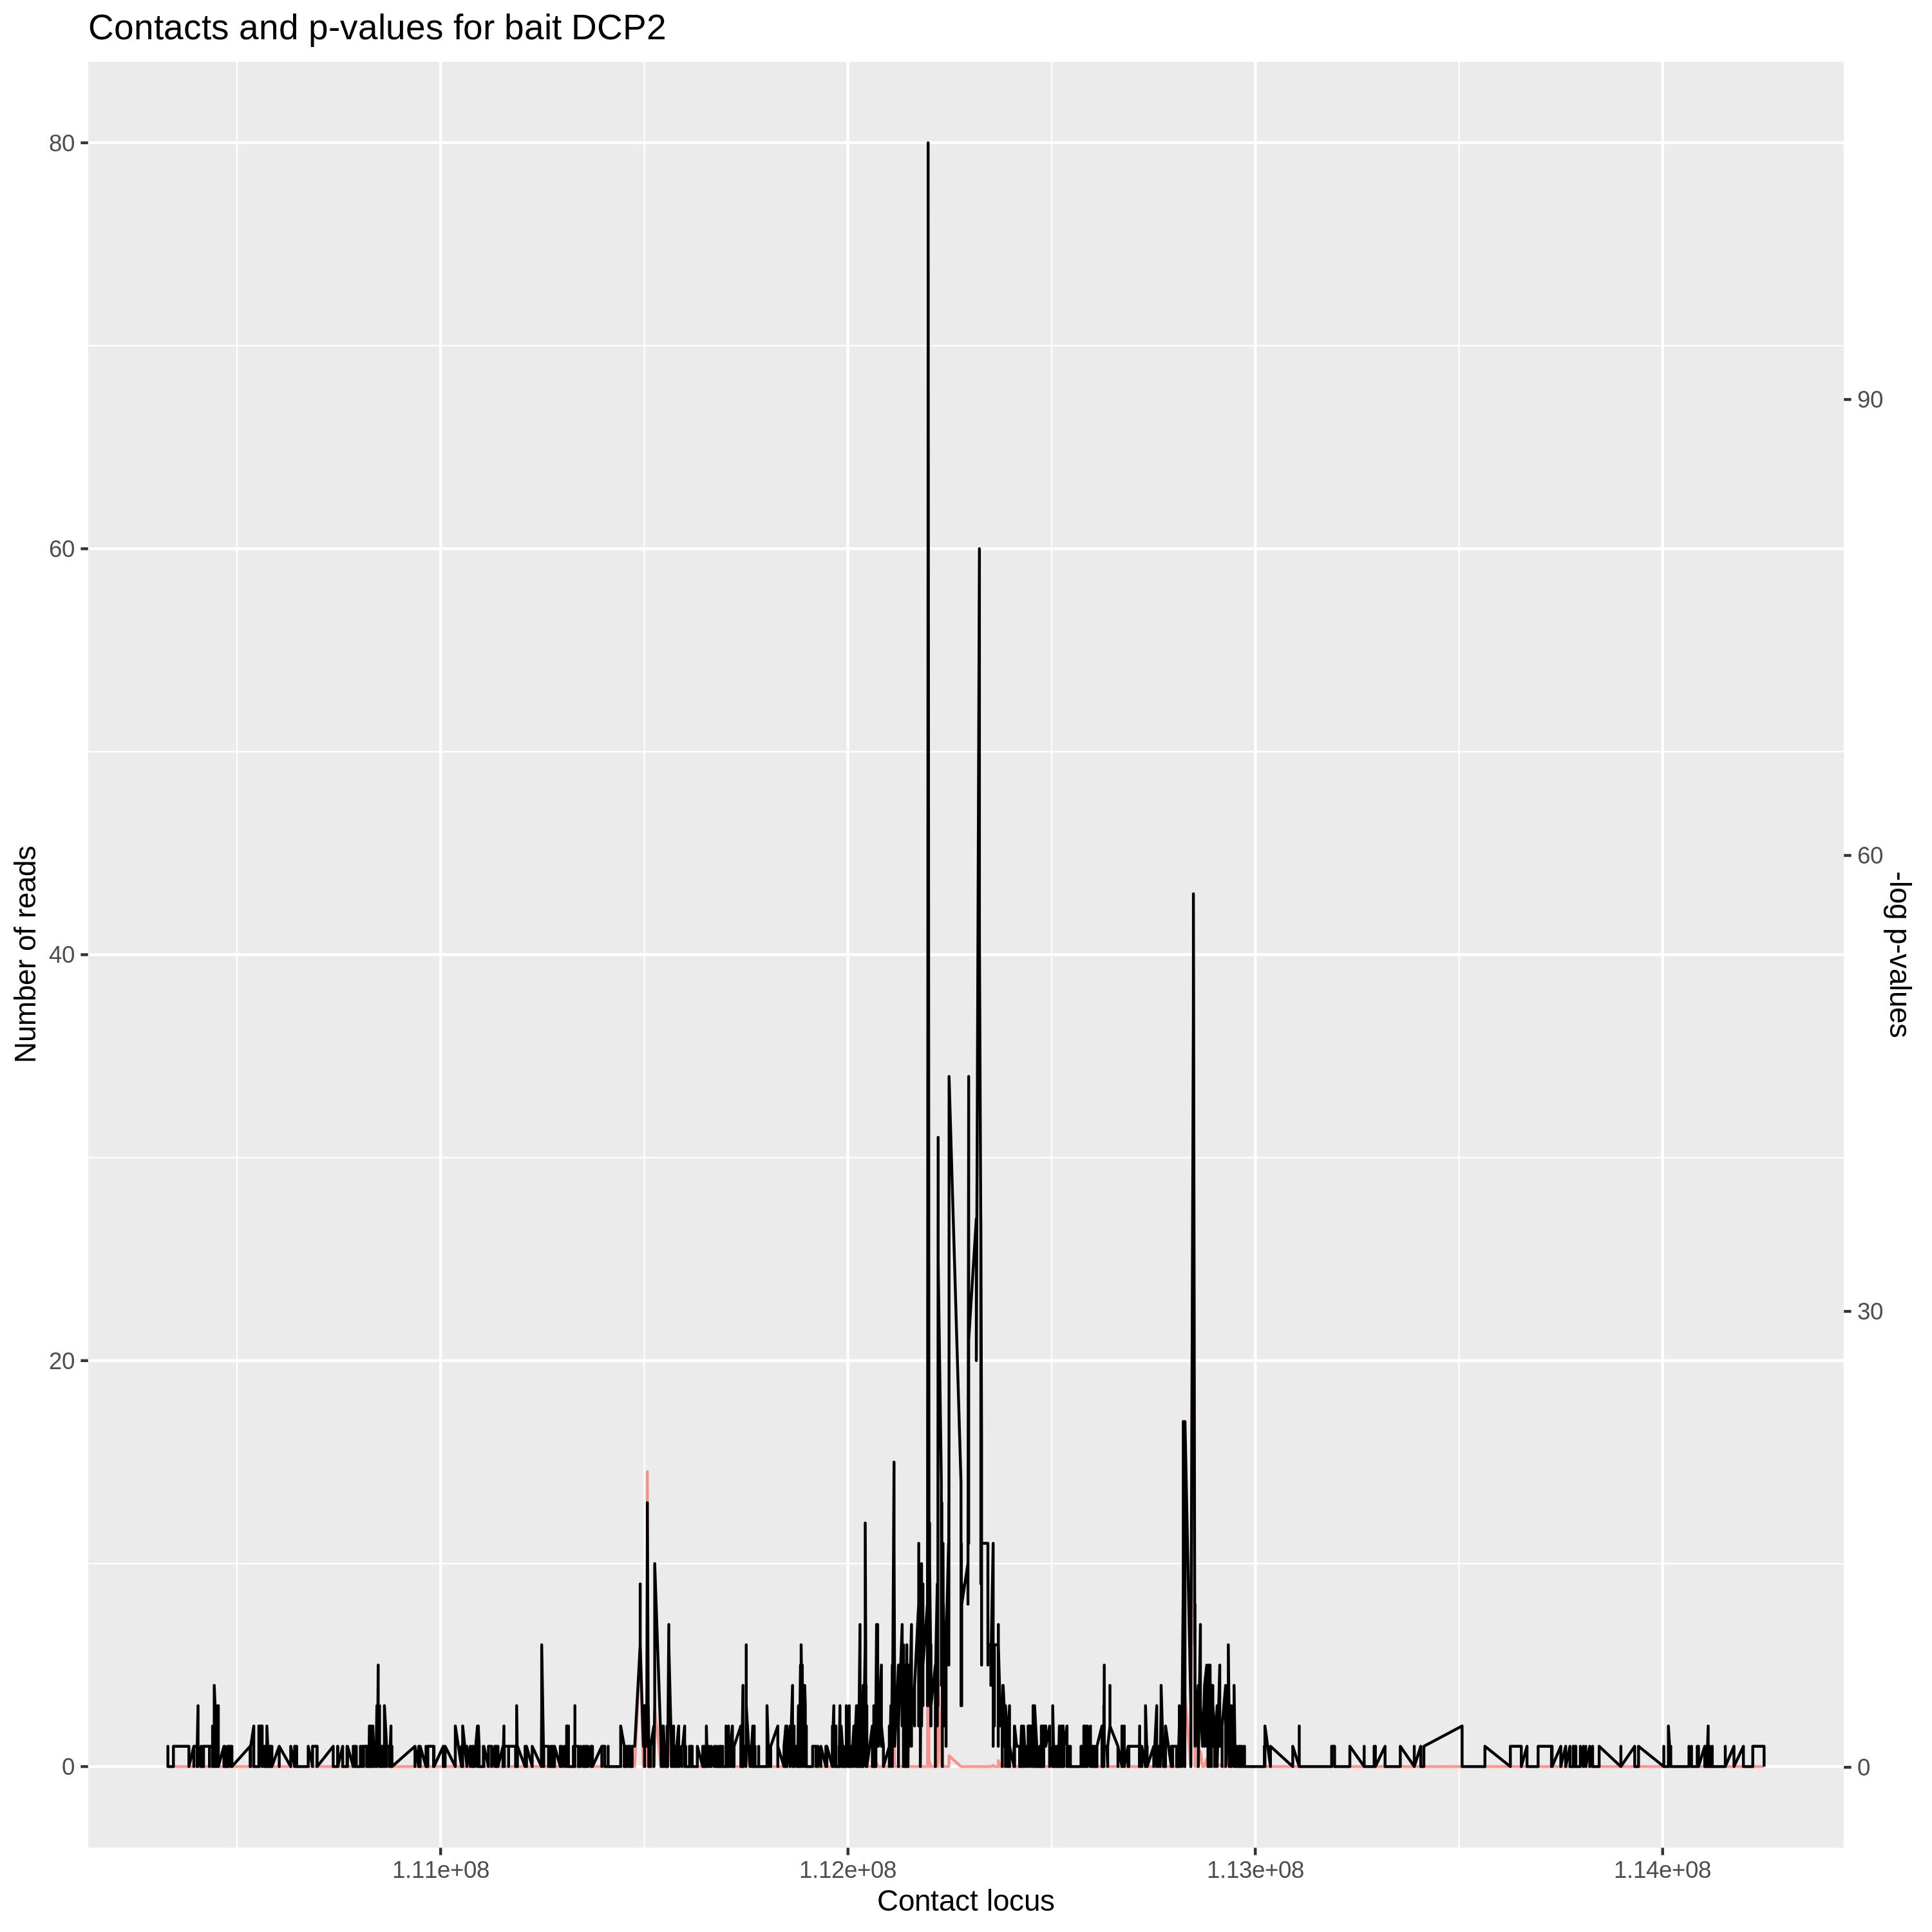 Contacts and p-values for bait DCP2
80
60
40
20
0
Number of reads
90
60
30
0
-log p-values
1.11e+08
1.12e+08
1.13e+08
1.14e+08
Contact locus